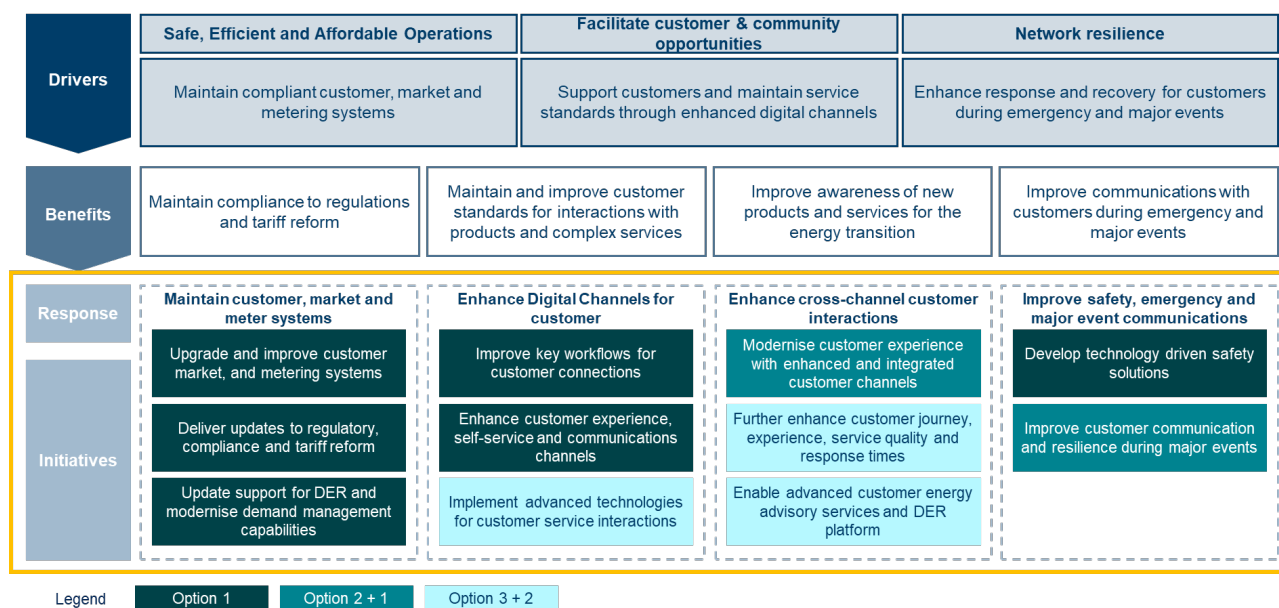 Drivers
Safe, Efficient and Affordable Operations
Facilitate customer & community
opportunities
Network resilience
Maintain compliant customer, market and
metering systems
Support customers and maintain service
standards through enhanced digital channels
Enhance response and recovery for customers
during emergency and major events
Benefits
Maintain compliance to regulations
and tariff reform
Maintain and improve customer
standards for interactions with
products and complex services
Improve awareness of new
products and services for the
energy transition
Improve communications with
customers during emergency and
major events
Response
Maintain customer, market and
meter systems
Enhance Digital Channels for
customer
Enhance cross-channel customer
interactions
Improve safety, emergency and
major event communications
Initiatives
Upgrade and improve customer
market, and metering systems
Improve key workflows for
customer connections
Modernise customer experience
with enhanced and integrated
customer channels
Develop technology driven safety
solutions
Deliver updates to regulatory,
compliance and tariff reform
Enhance customer experience,
self-service and communications
channels
Further enhance customer journey,
experience, service quality and
response times
Improve customer communication
and resilience during major events
Update support for DER and
modernise demand management
capabilities
Implement advanced technologies
for customer service interactions
Enable advanced customer energy
advisory services and DER
platform
Legend
Option 1
Option 2 + 1
Option 3 + 2